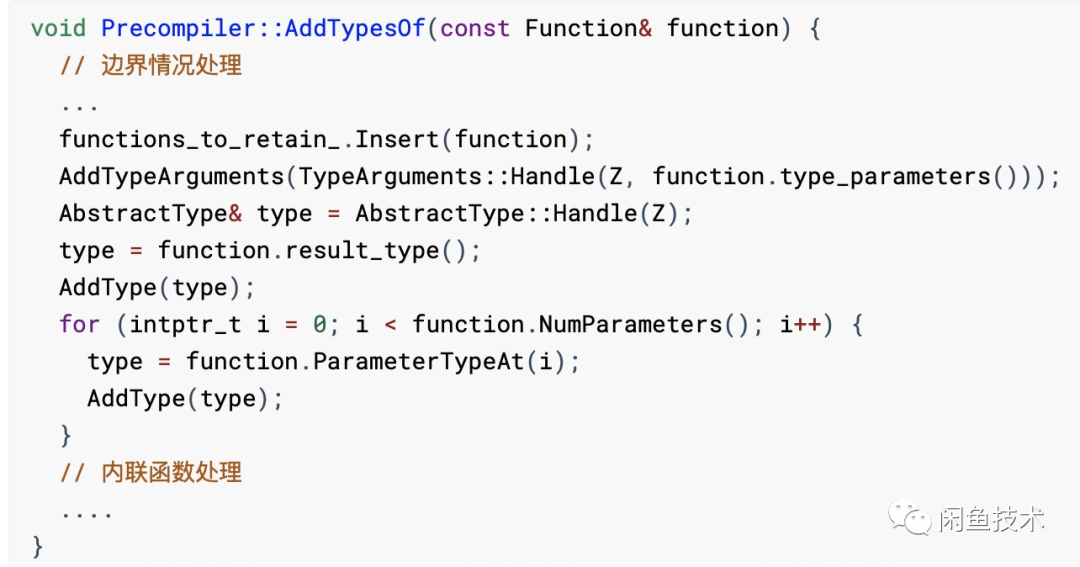 void Precompiler::AddTypesOf(const Function& function) {
  // 边界情况处理
  ...
  functions_to_retain_.Insert(function);
  AddTypeArguments(TypeArguments::Handle(Z, function.type_parameters()));
  AbstractType& type = AbstractType::Handle(Z);
  type = function.result_type();
  AddType(type);
  for (intptr_t i = 0; i < function.NumParameters(); i++) {
    type = function.ParameterTypeAt(i);
    AddType(type);
  }
  // 内联函数处理
  ....
}
闲鱼技术